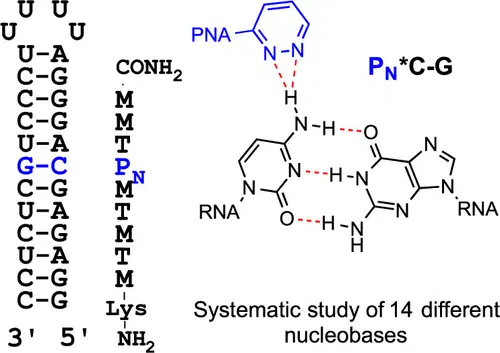 U U
U U
U–A
C–G
C–G
C–G
U–A
G–C
C–G
U–A
C–G
U–A
C–G
C–G
3' 5'
CONH2
M
M
T
PN
M
T
M
T
M
Lys
NH2
PNA
N N
PN*C-G
H
N H
O
N
N
N
H N
N
N
RNA
O
H N
H
RNA
Systematic study of 14 different
nucleobases